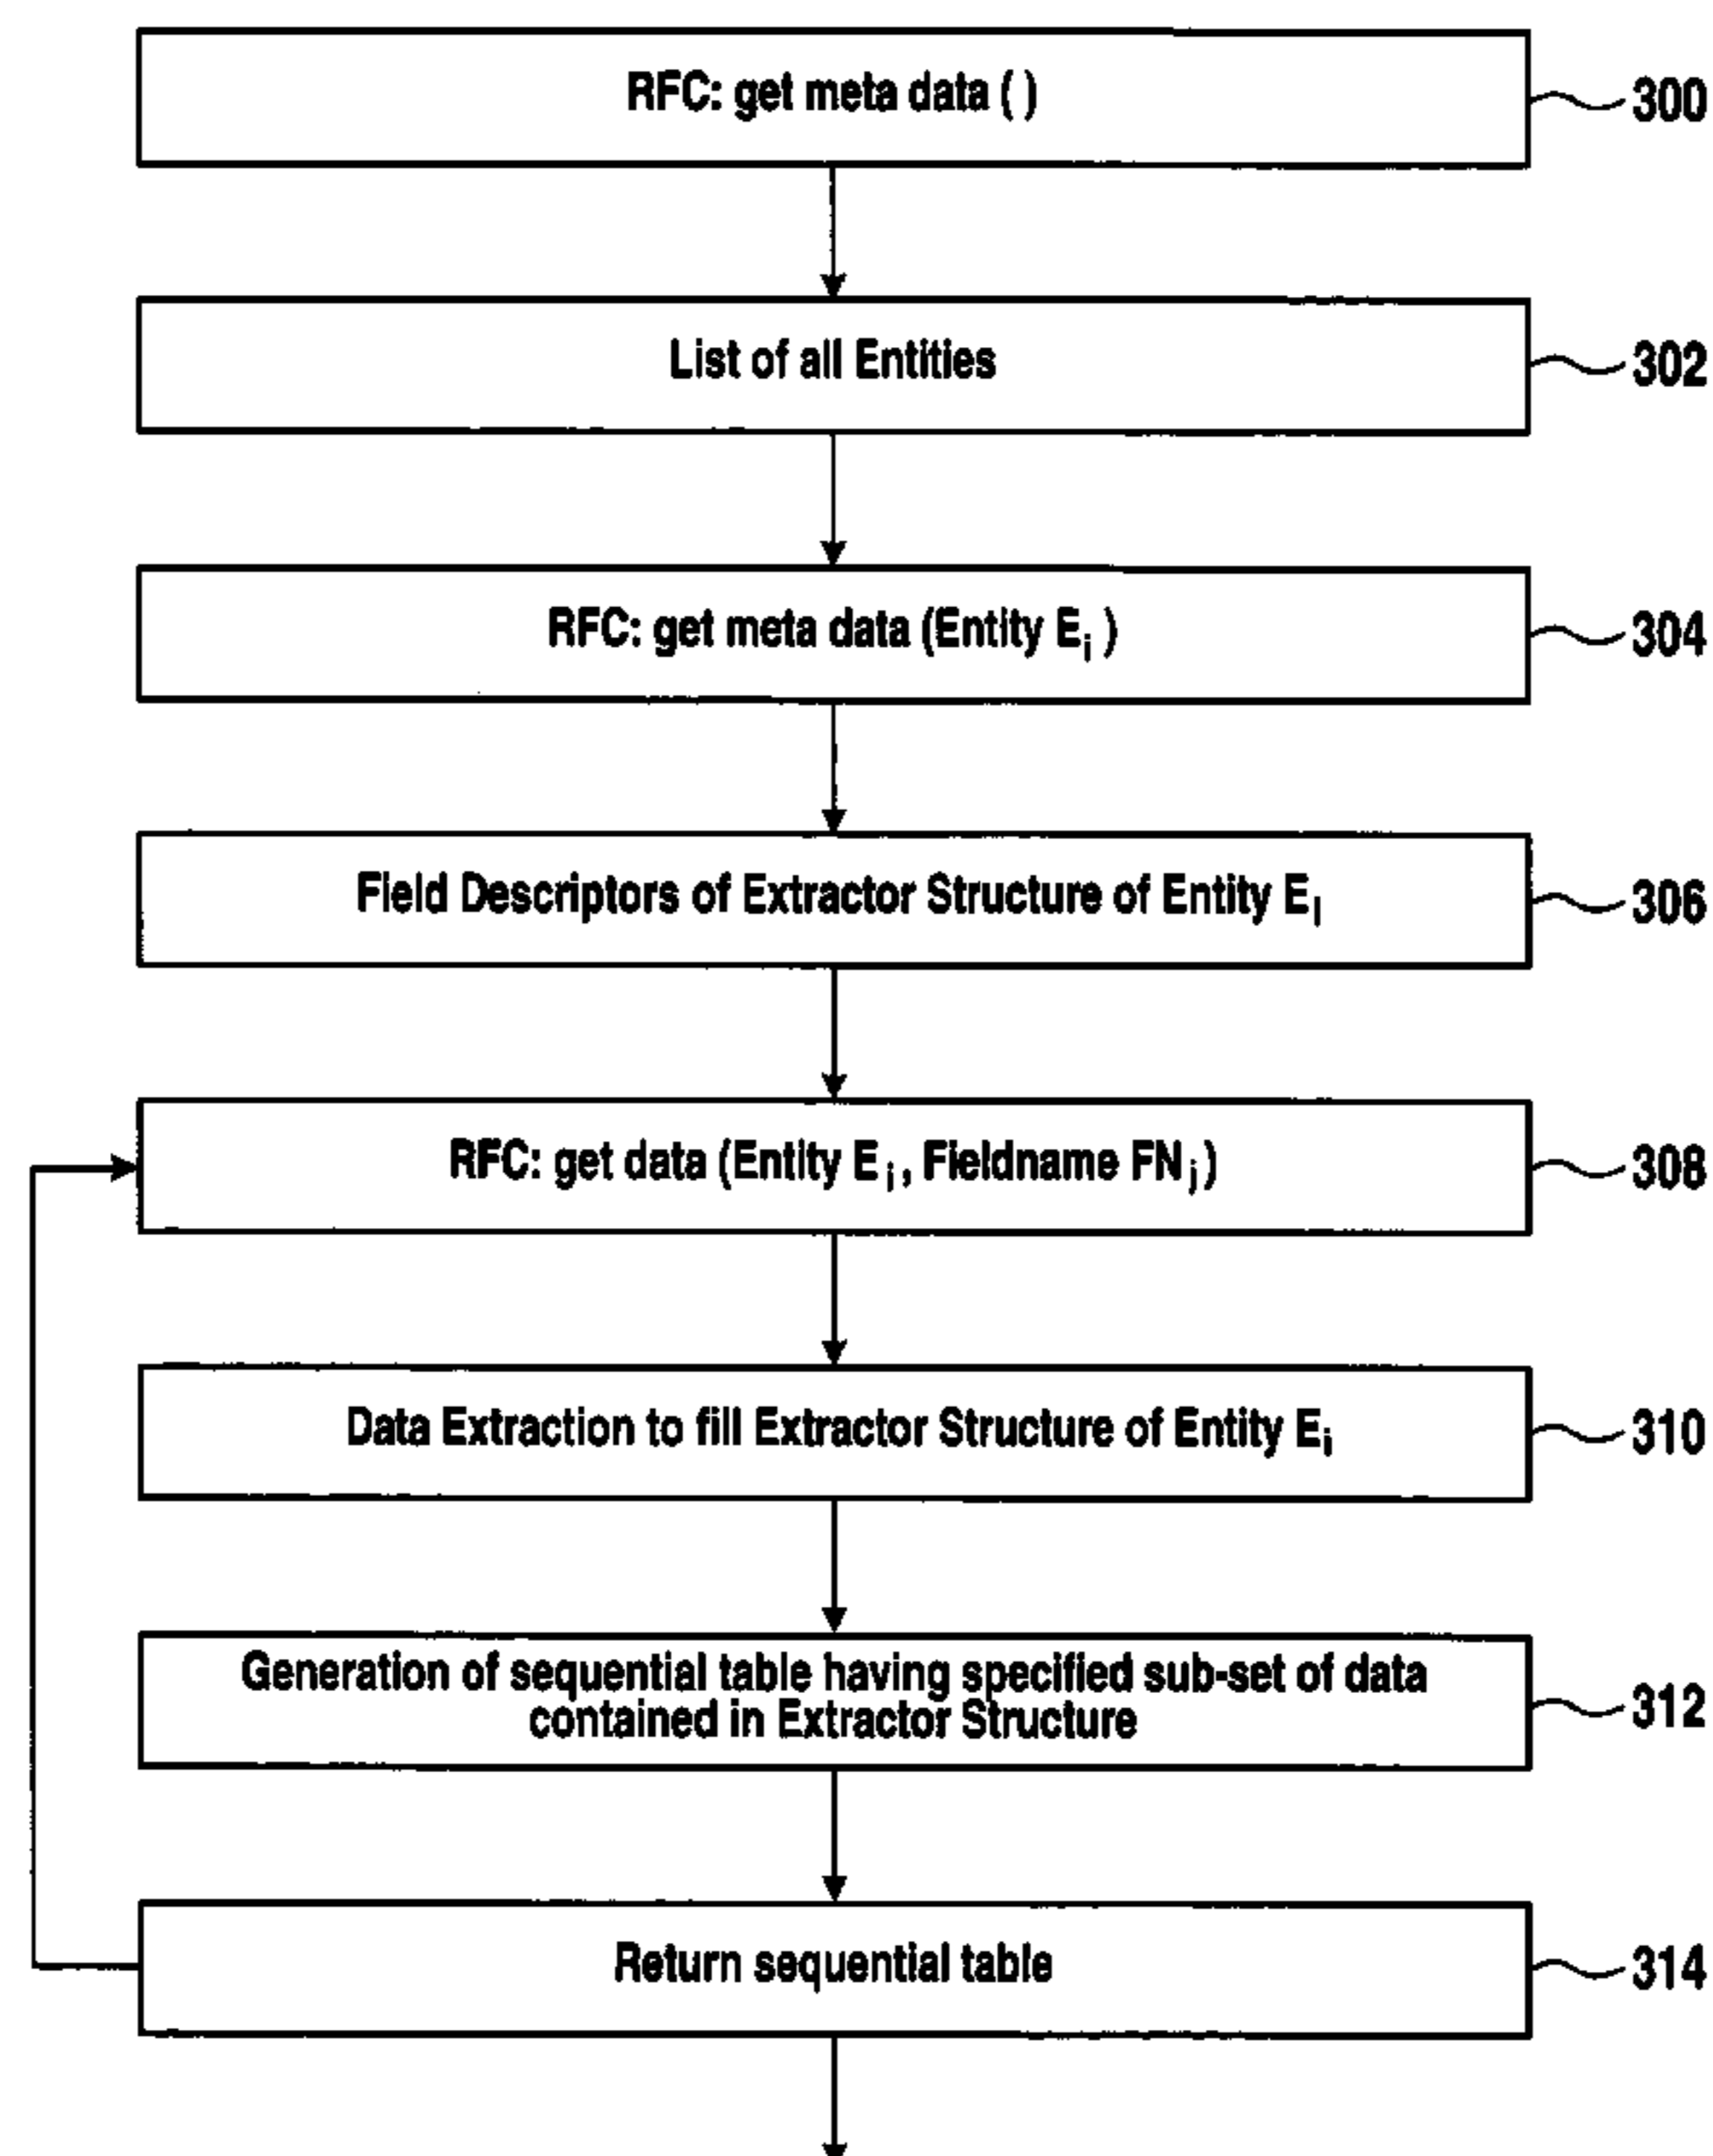 RFC: get meta data ( )
300
List of all Entities
302
RFC: get meta data (Entity Ei )
304
Field Descriptors of Extractor Structure of Entity Ei
306
RFC: get data (Entity Ei, Fieldname FNj)
308
Data Extraction to fill Extractor Structure of Entity Ei
310
Generation of sequential table having specified sub-set of data
contained in Extractor Structure
312
Return sequential table
314